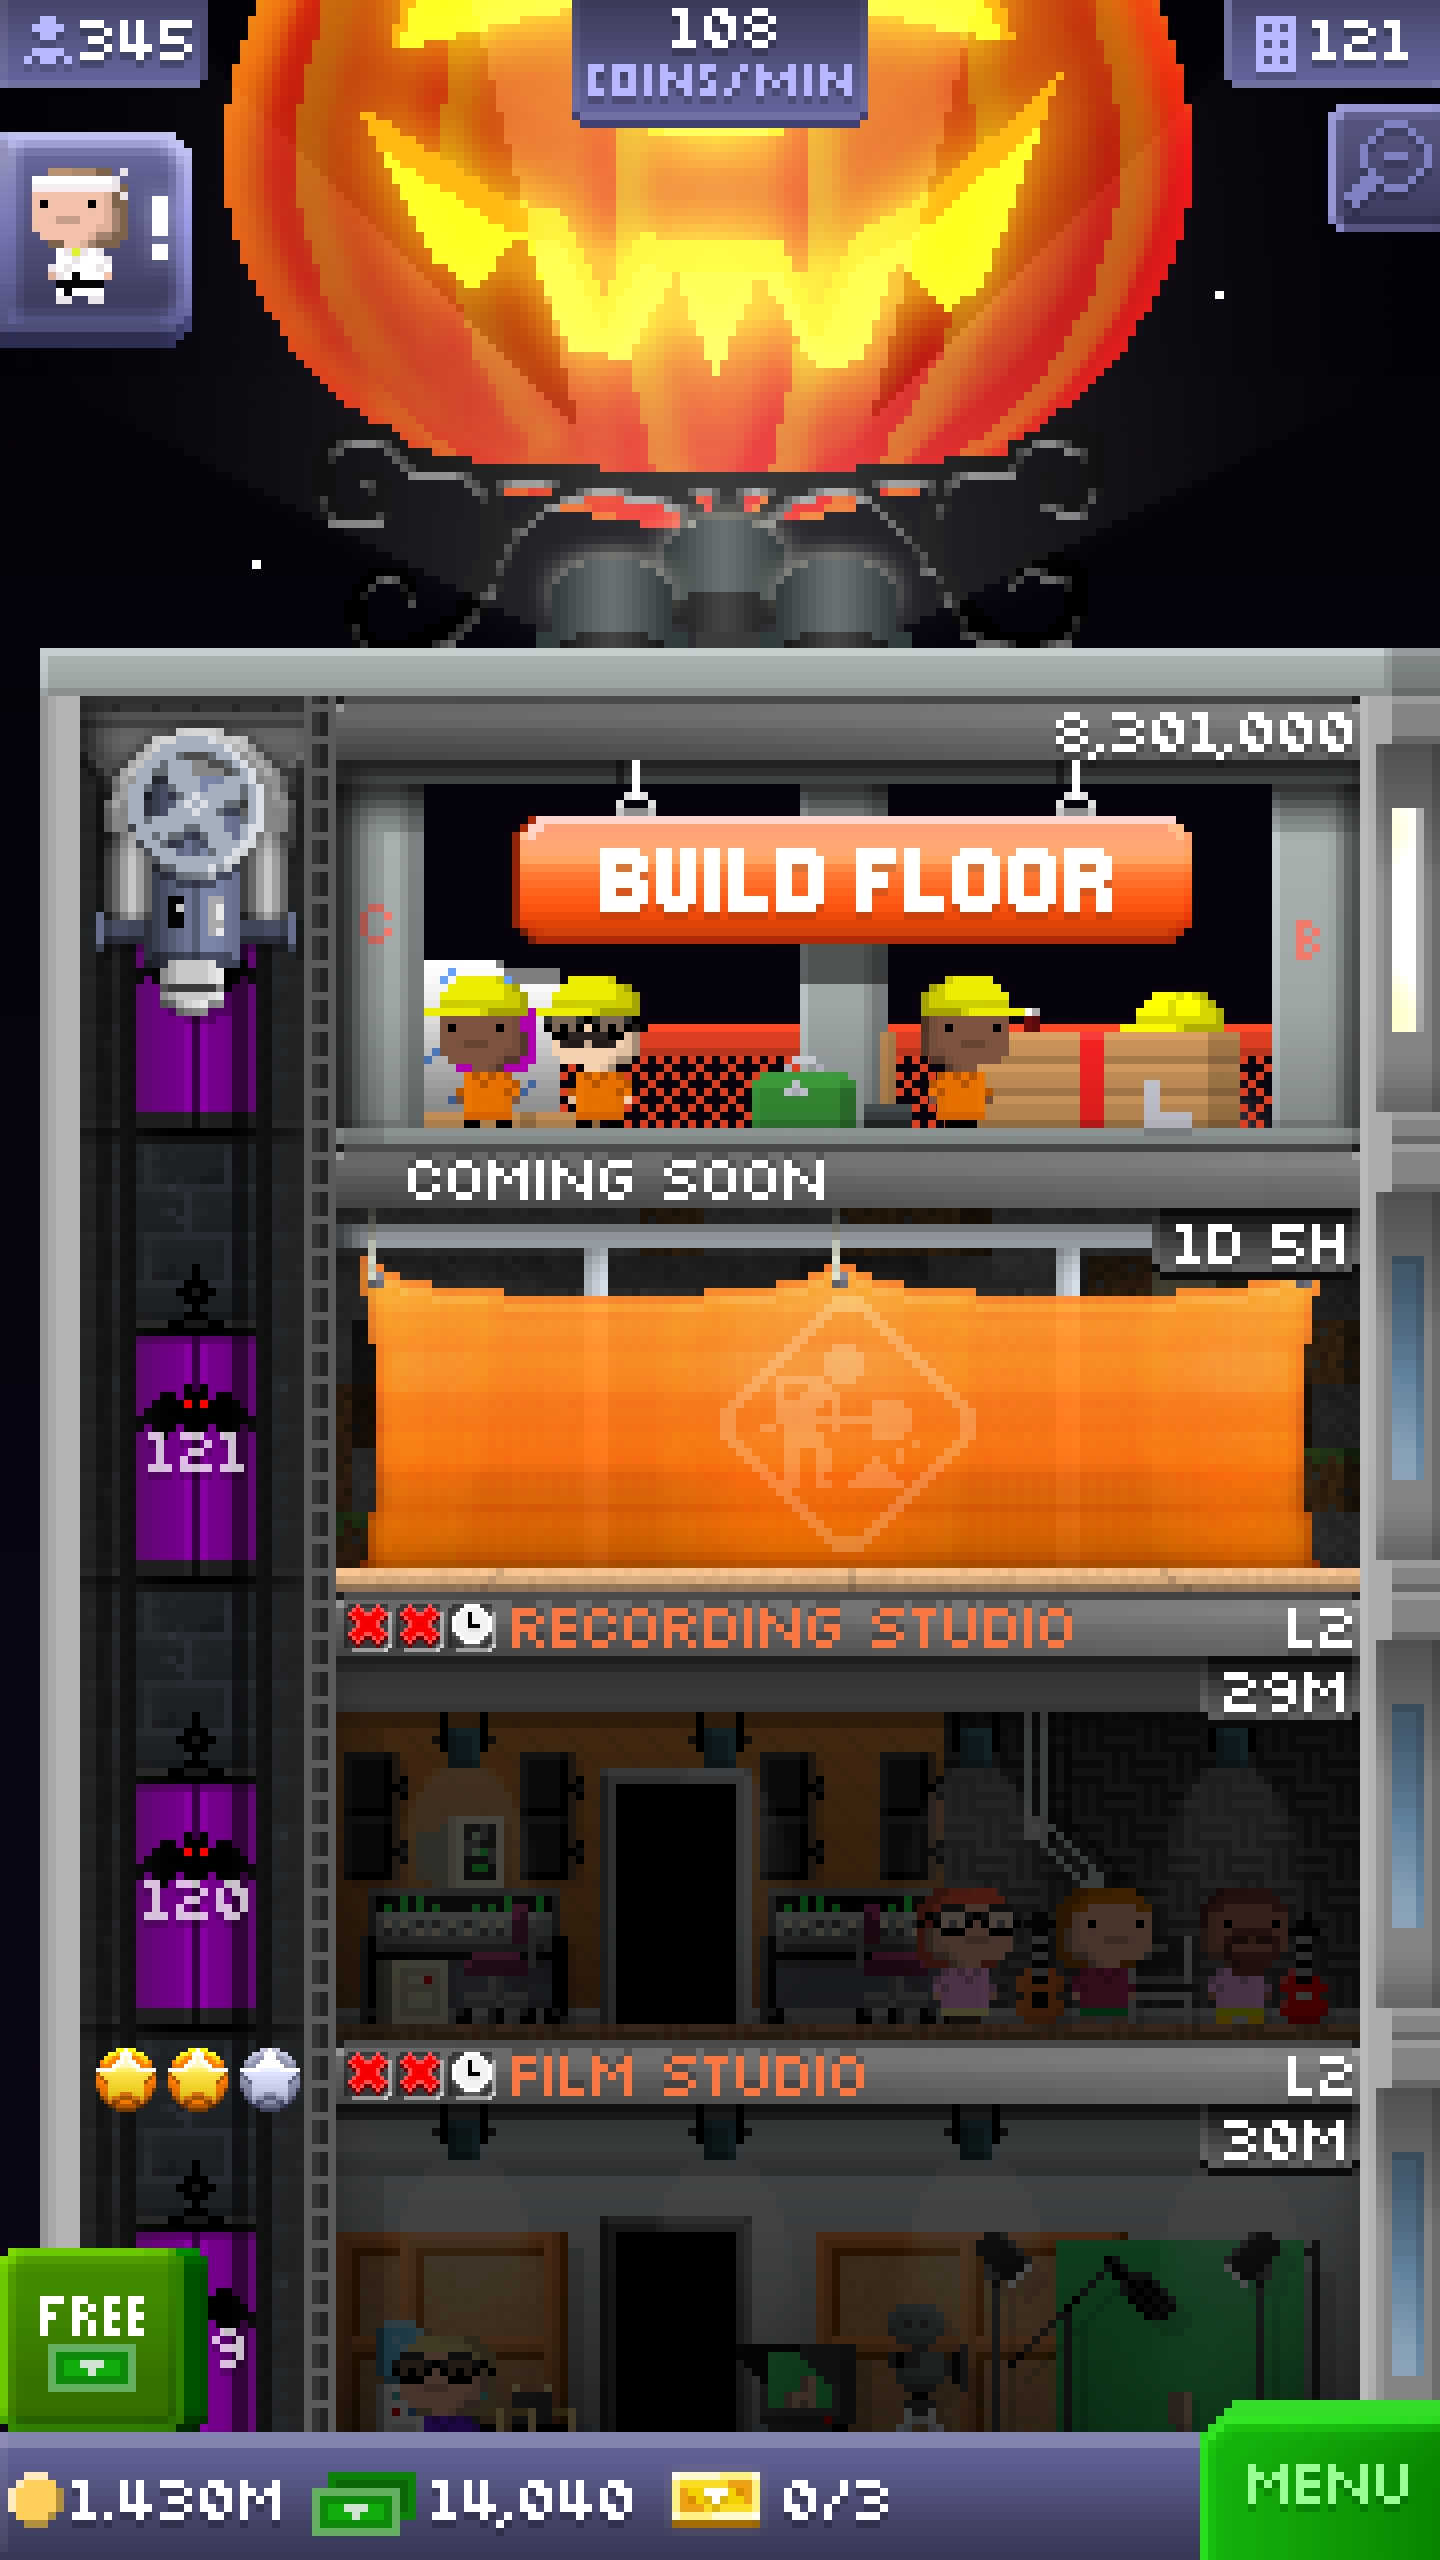 345
108
COINS/MIN
121
!
8,301,000
BUILD FLOOR
C
B
COMING SOON
1D 5H
121
RECORDING STUDIO L2
29M
120
FILM STUDIO L2
30M
FREE
9
1.430M 14,040 0/3
MENU